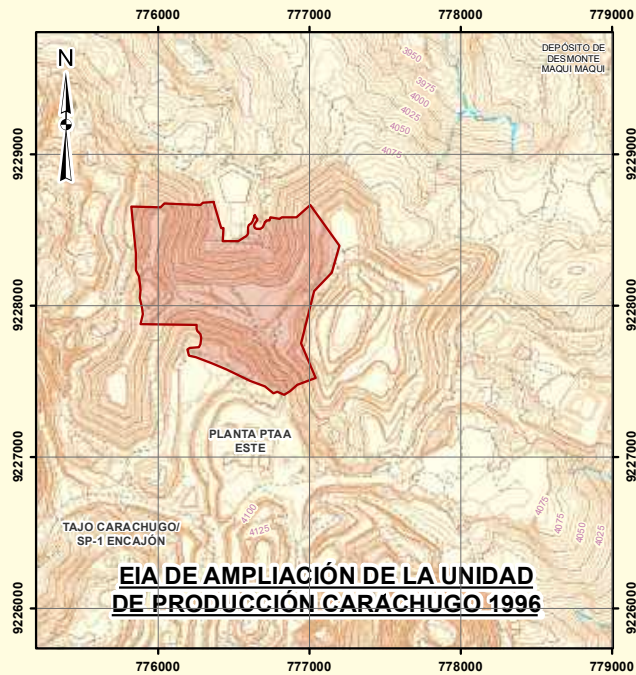 776000 777000 778000 779000
N
3950
3975
4000
4025
4050
4075
DEPÓSITO DE
DESMONTE
MAQUI MAQUI
9229000 9229000
9228000 9228000
9227000 9227000
9226000 9226000
PLANTA PTAA
ESTE
4100
4125
4075
4075
4050
4025
TAJO CARACHUGO/
SP-1 ENCAJÓN
EIA DE AMPLIACIÓN DE LA UNIDAD
DE PRODUCCIÓN CARACHUGO 1996
776000 777000 778000 779000